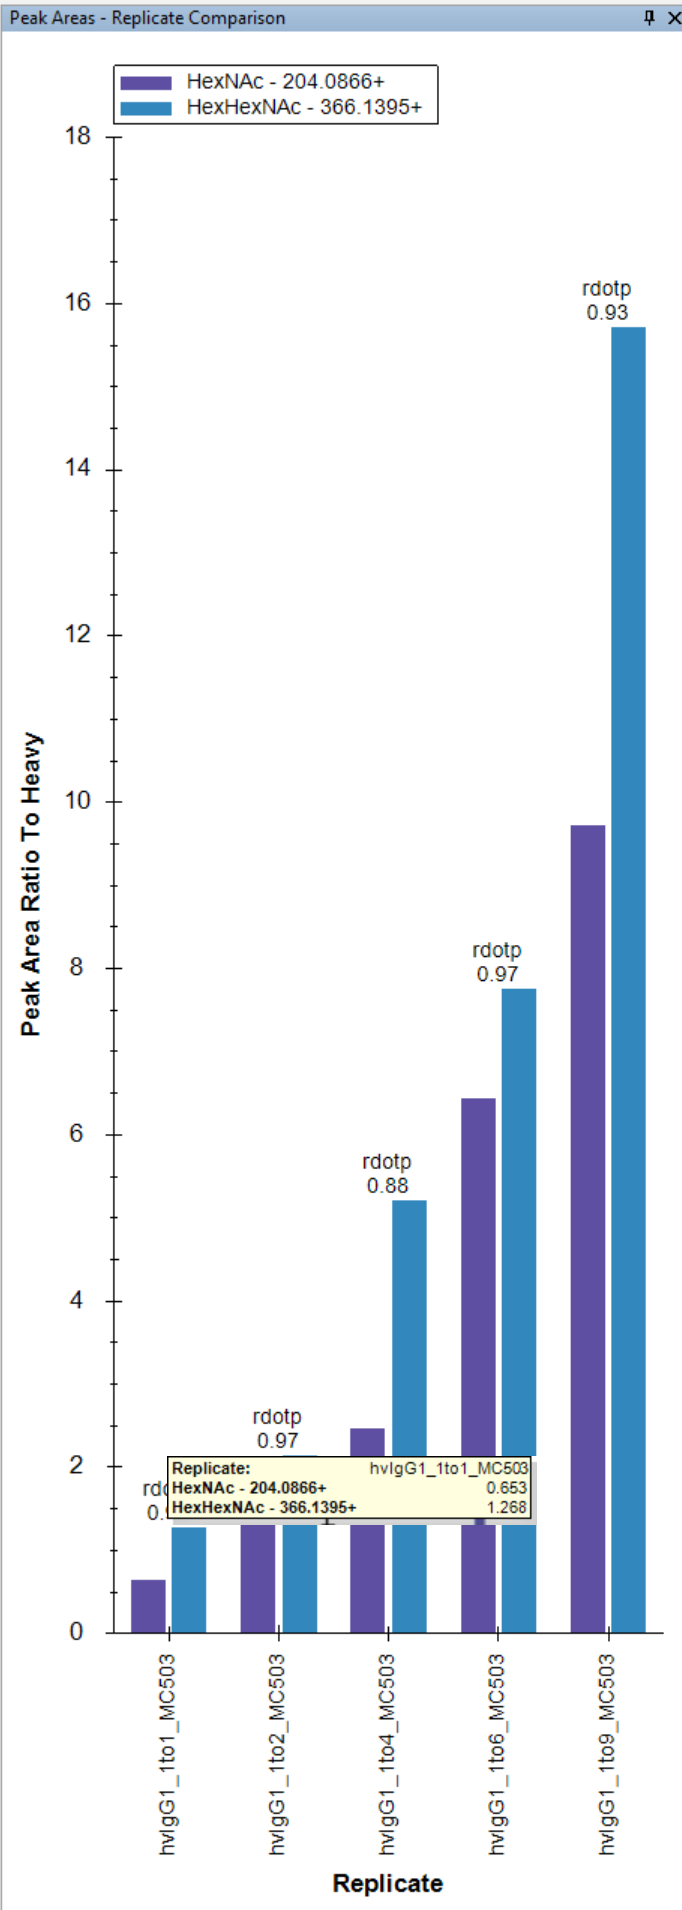 Peak Areas - Replicate Comparison
HexNAc - 204.0866+
HexHexNAc - 366.1395+
18
16
14
12
10
8
6
4
2
0
Peak Area Ratio To Heavy
rdotp
0.93
rdotp
0.97
rdotp
0.88
rdotp
0.97
Replicate: hvIgG1_1to1_MC503
HexNAc - 204.0866+ 0.653
HexHexNAc - 366.1395+ 1.268
hvIgG1_1to1_MC503
hvIgG1_1to2_MC503
hvIgG1_1to4_MC503
hvIgG1_1to6_MC503
hvIgG1_1to9_MC503
Replicate